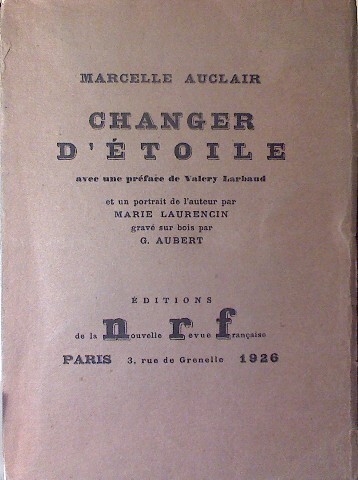 MARCELLE AUCLAIR
CHANGER
D'ÉTOILE
avec une préface de Valery Larbaud
et un portrait de l'auteur par
MARIE LAURENCIN
gravé sur bois par
G. AUBERT
ÉDITIONS
de la nouvelle revue française
PARIS 3, rue de Grenelle 1926